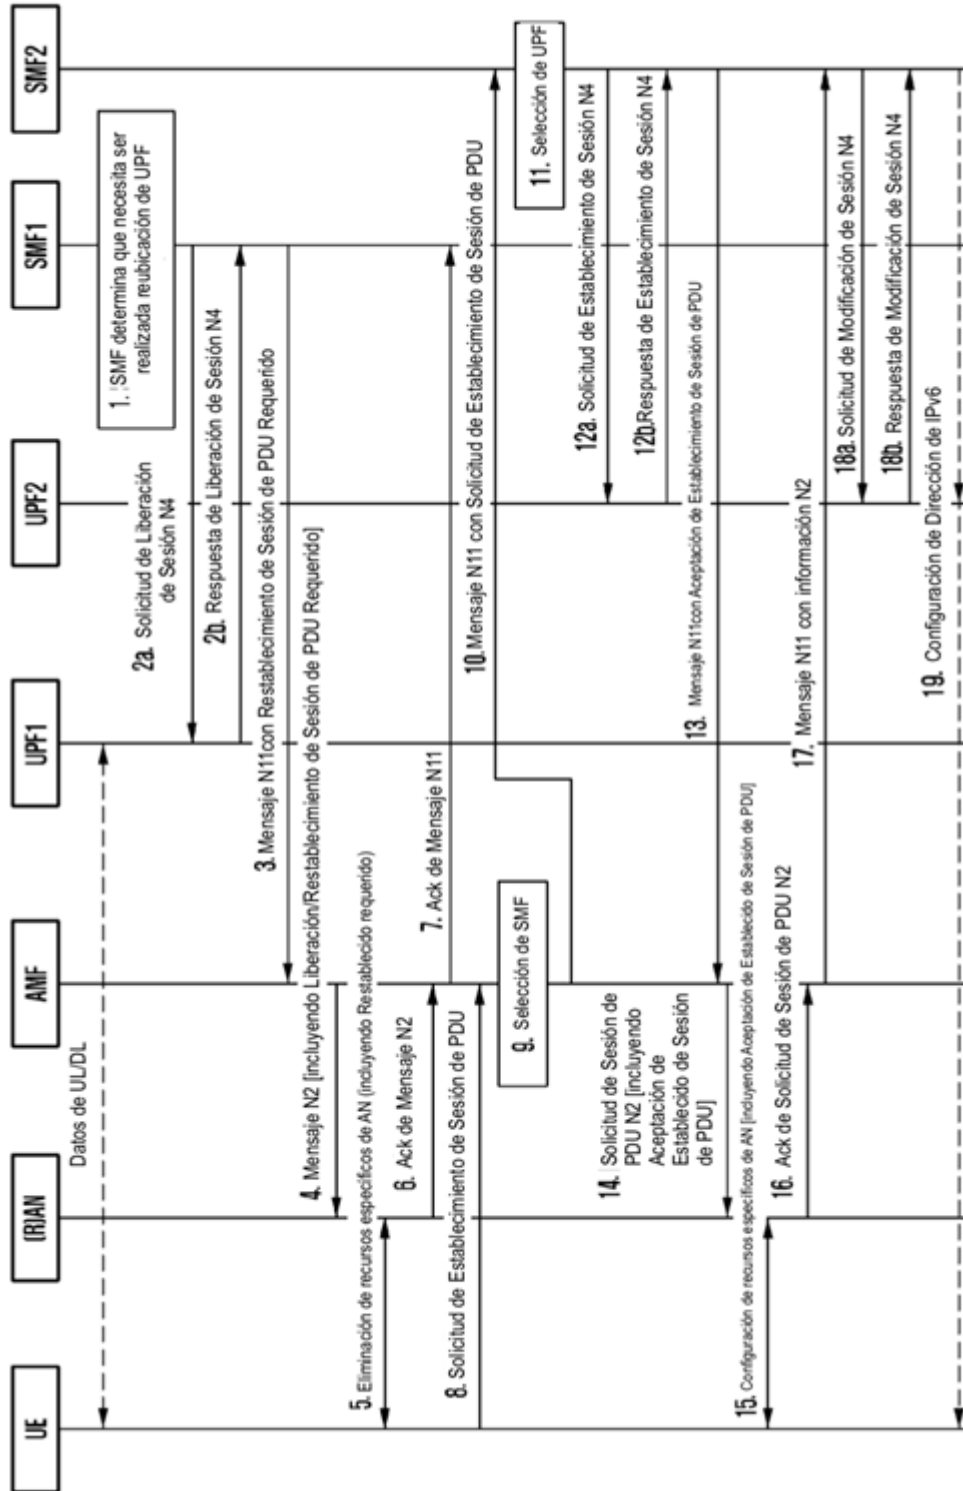 UE
(R)AN
AMF
UPF1
UPF2
SMF1
SMF2
Datos de UL/DL
1. SMF determina que necesita ser
realizada reubicación de UPF
2a. Solicitud de Liberación
de Sesión N4
2b. Respuesta de Liberación de Sesión N4
3. Mensaje N11con Restablecimiento de Sesión de PDU Requerido
4. Mensaje N2 [incluyendo Liberación/Restablecimiento de Sesión de PDU Requerido]
5. Eliminación de recursos específicos de AN (incluyendo Restablecido requerido)
6. Ack de Mensaje N2
7. Ack de Mensaje N11
8. Solicitud de Establecimiento de Sesión de PDU
9. Selección de SMF
10. Mensaje N11 con Solicitud de Establecimiento de Sesión de PDU
11. Selección de UPF
12a. Solicitud de Establecimiento de Sesión N4
12b. Respuesta de Establecimiento de Sesión N4
13. Mensaje N11con Aceptación de Establecimiento de Sesión de PDU
14. Solicitud de Sesión de
PDU N2 [incluyendo
Aceptación de
Establecido de Sesión
de PDU]
15. Configuración de recursos específicos de AN [incluyendo Aceptación de Establecido de Sesión de PDU]
16. Ack de Solicitud de Sesión de PDU N2
17. Mensaje N11 con información N2
18a. Solicitud de Modificación de Sesión N4
18b. Respuesta de Modificación de Sesión N4
19. Configuración de Dirección de IPv6